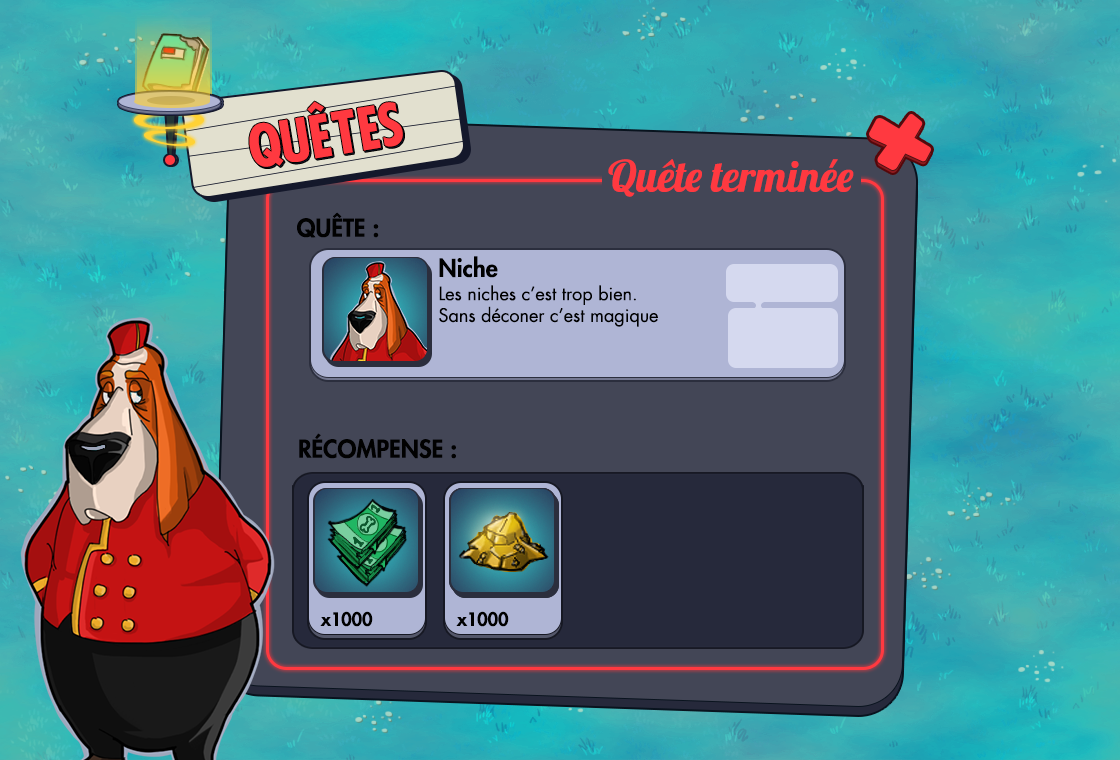 QUÊTES
Quête terminée
QUÊTE :
Niche
Les niches c'est trop bien.
Sans déconer c'est magique
RÉCOMPENSE :
x1000
x1000